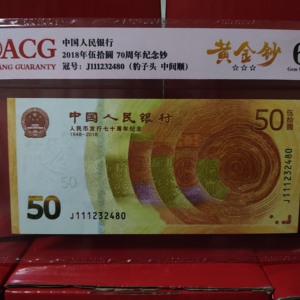 ACG
ANG GUARANTY
中国人民银行
2018年伍拾圆 70周年纪念钞
冠号：J111232480（豹子头 中间顺）
黄金钞
6
中国人民银行
人民币发行七十周年纪念
1948-2018
50
伍拾圆
50
50
J111232480